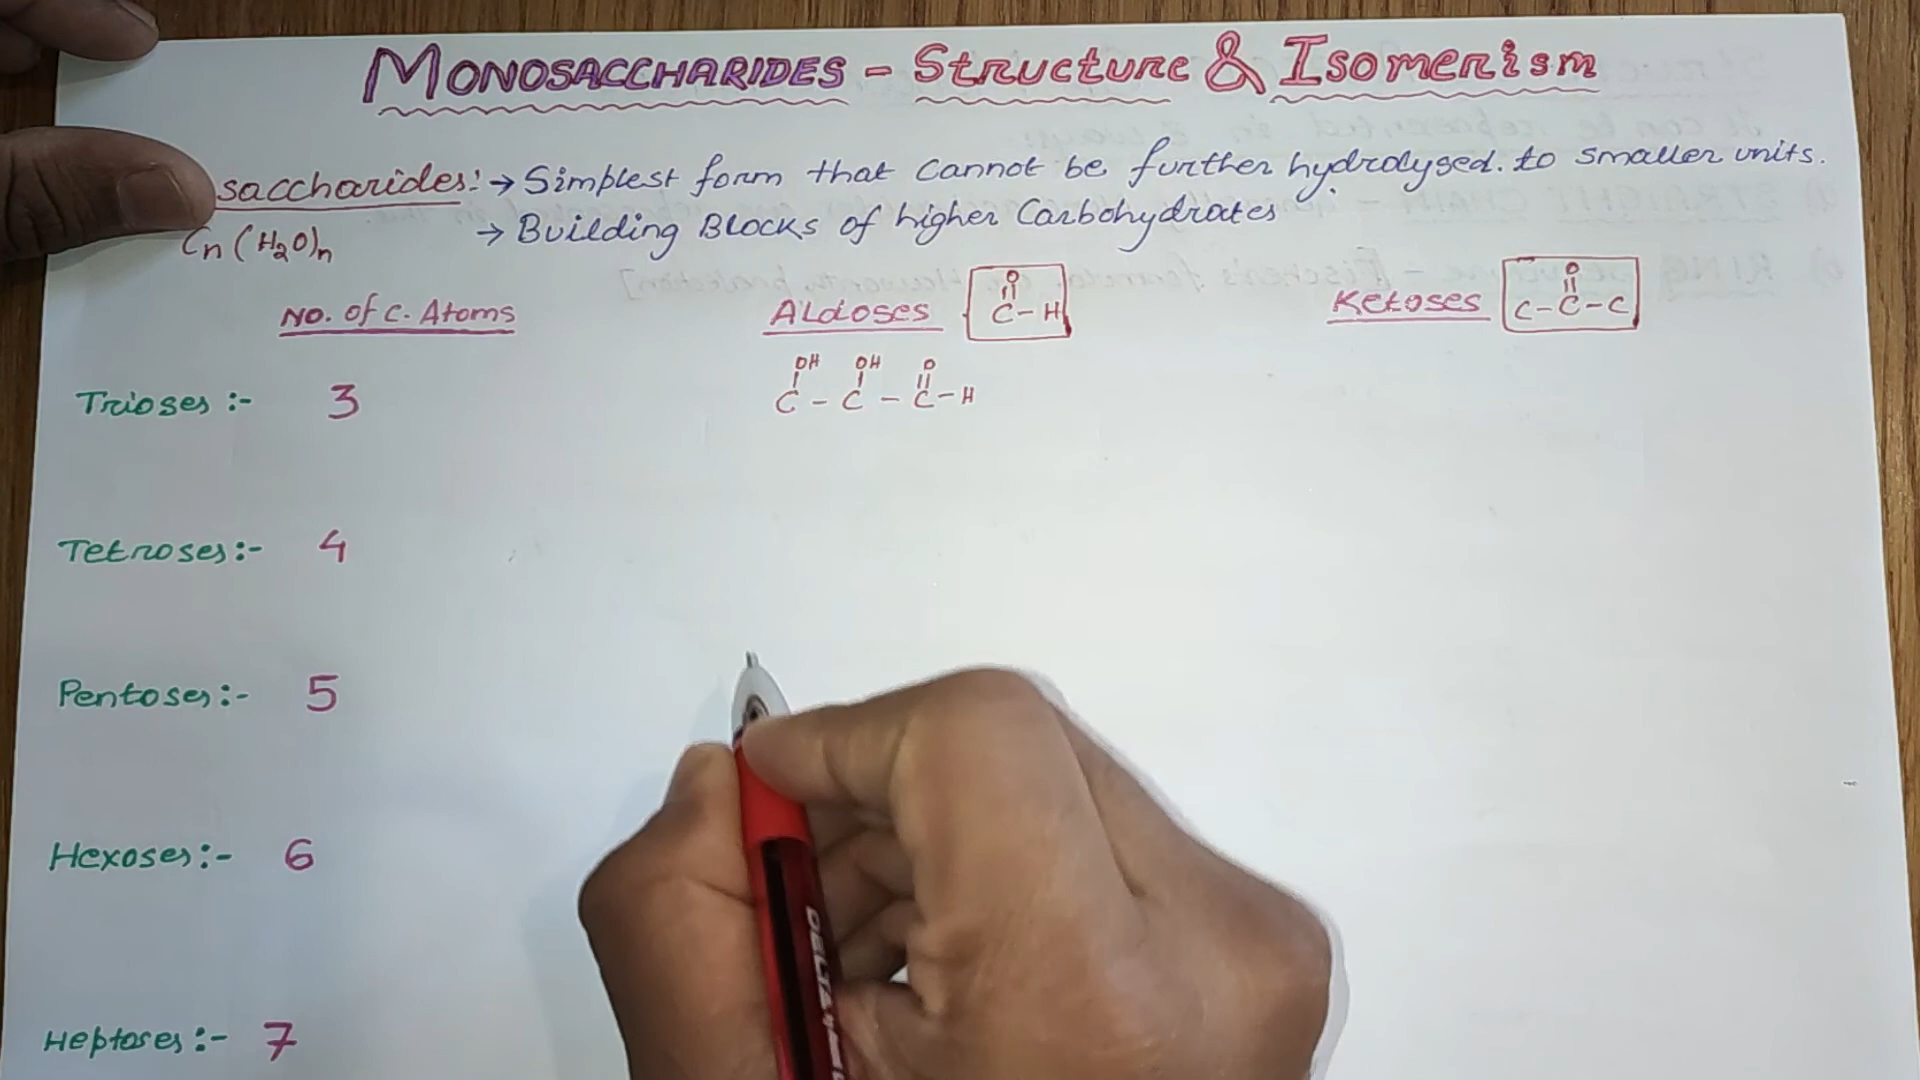 MONOSACCHARIDES - Structure & Isomerism
saccharides:→ Simplest form that cannot be further hydrolysed. to smaller units.
Cn(H2O)n → Building Blocks of higher Carbohydrates
No. of C. Atoms Aldoses Ketoses
O
||
C-H
O
||
C-C-C
Trioses :- 3
OH OH O
| | ||
C - C - C-H
Tetroses:- 4
Pentoses:- 5
Hexoses:- 6
Heptoses:- 7